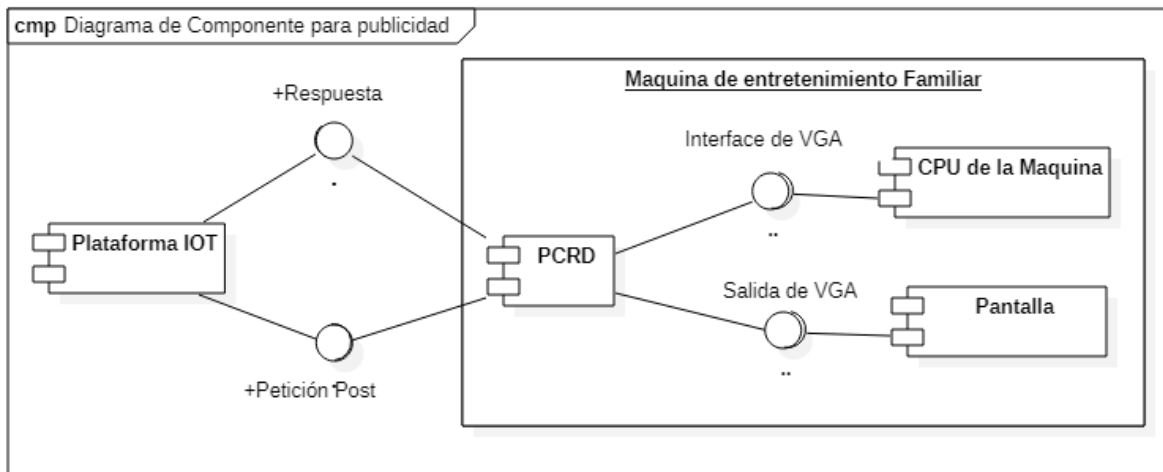 cmp Diagrama de Componente para publicidad
Maquina de entretenimiento Familiar
+Respuesta
Interface de VGA
CPU de la Maquina
Plataforma IOT
PCRD
Salida de VGA
Pantalla
+Petición Post